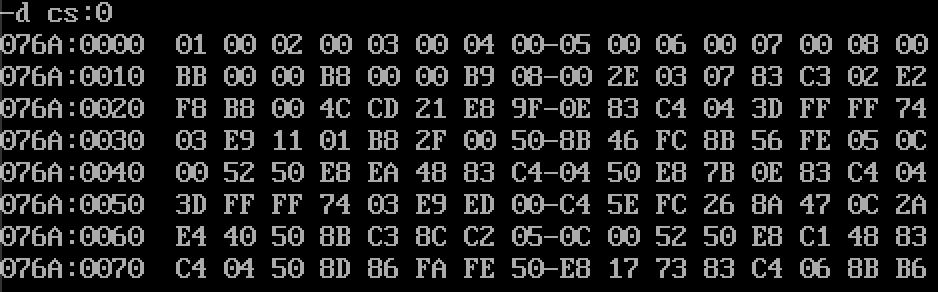 -d cs:0
076A:0000  01 00 02 00 03 00 04 00-05 00 06 00 07 00 08 00
076A:0010  BB 00 00 B8 00 00 B9 08-00 2E 03 07 83 C3 02 E2
076A:0020  F8 B8 00 4C CD 21 E8 9F-0E 83 C4 04 3D FF FF 74
076A:0030  03 E9 11 01 B8 2F 00 50-8B 46 FC 8B 56 FE 05 0C
076A:0040  00 52 50 E8 EA 48 83 C4-04 50 E8 7B 0E 83 C4 04
076A:0050  3D FF FF 74 03 E9 ED 00-C4 5E FC 26 8A 47 0C 2A
076A:0060  E4 40 50 8B C3 8C C2 05-0C 00 52 50 E8 C1 48 83
076A:0070  C4 04 50 8D 86 FA FE 50-E8 17 73 83 C4 06 8B B6